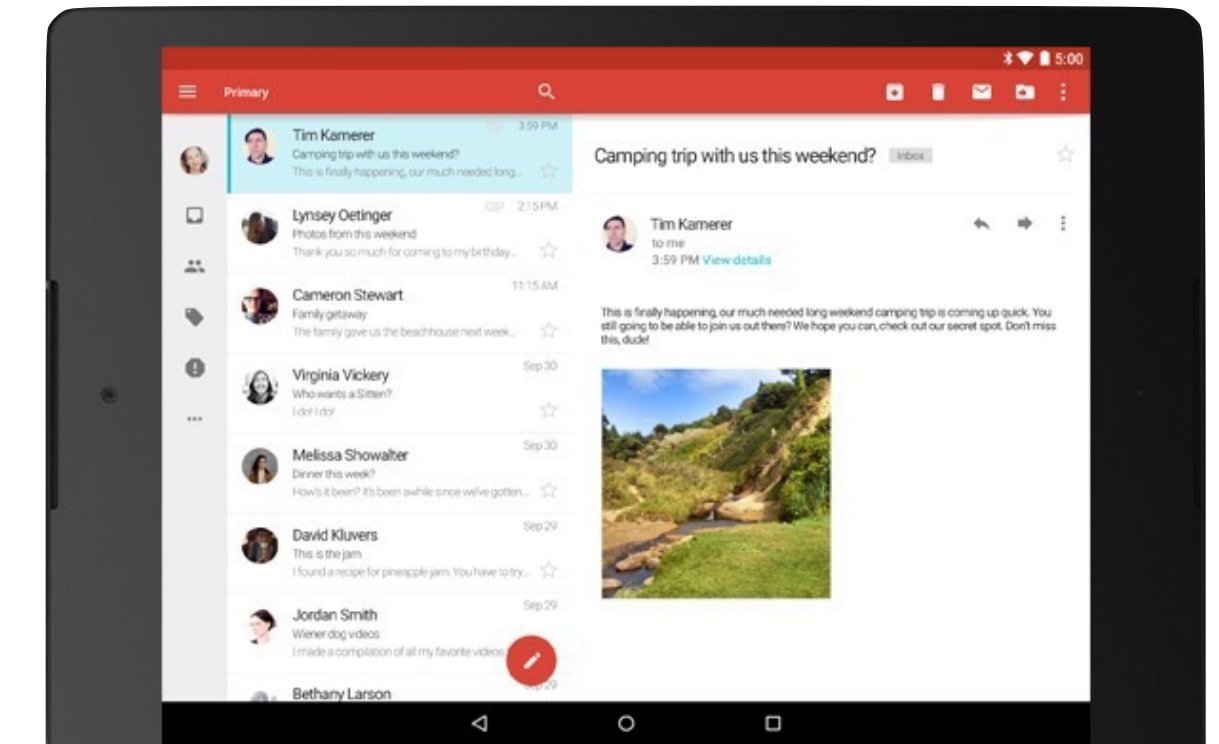 5:00
Primary
3:59 PM
Tim Kamerer
Camping trip with us this weekend?
This is finally happening, our much needed long...
2:15 PM
Lynsey Oetinger
Photos from this weekend
Thank you so much for coming to my birthday...
11:15 AM
Cameron Stewart
Family getaway
The family gave us the beachhouse next week...
Sep 30
Virginia Vickery
Who wants a Sitten?
I do! I do!
Sep 30
Melissa Showalter
Dinner this week?
How's it been? It's been awhile since we've gotten...
Sep 29
David Kluvers
This is the jam
I found a recipe for pineapple jam. You have to try...
Sep 29
Jordan Smith
Wiener dog videos
I made a compilation of all my favorite videos
29
Bethany Larson
Camping trip with us this weekend? Inbox
Tim Kamerer
to me
3:59 PM View details
This is finally happening, our much needed long weekend camping trip is coming up quick. You
still going to be able to join us out there? We hope you can, check out our secret spot. Don't miss
this, dude!